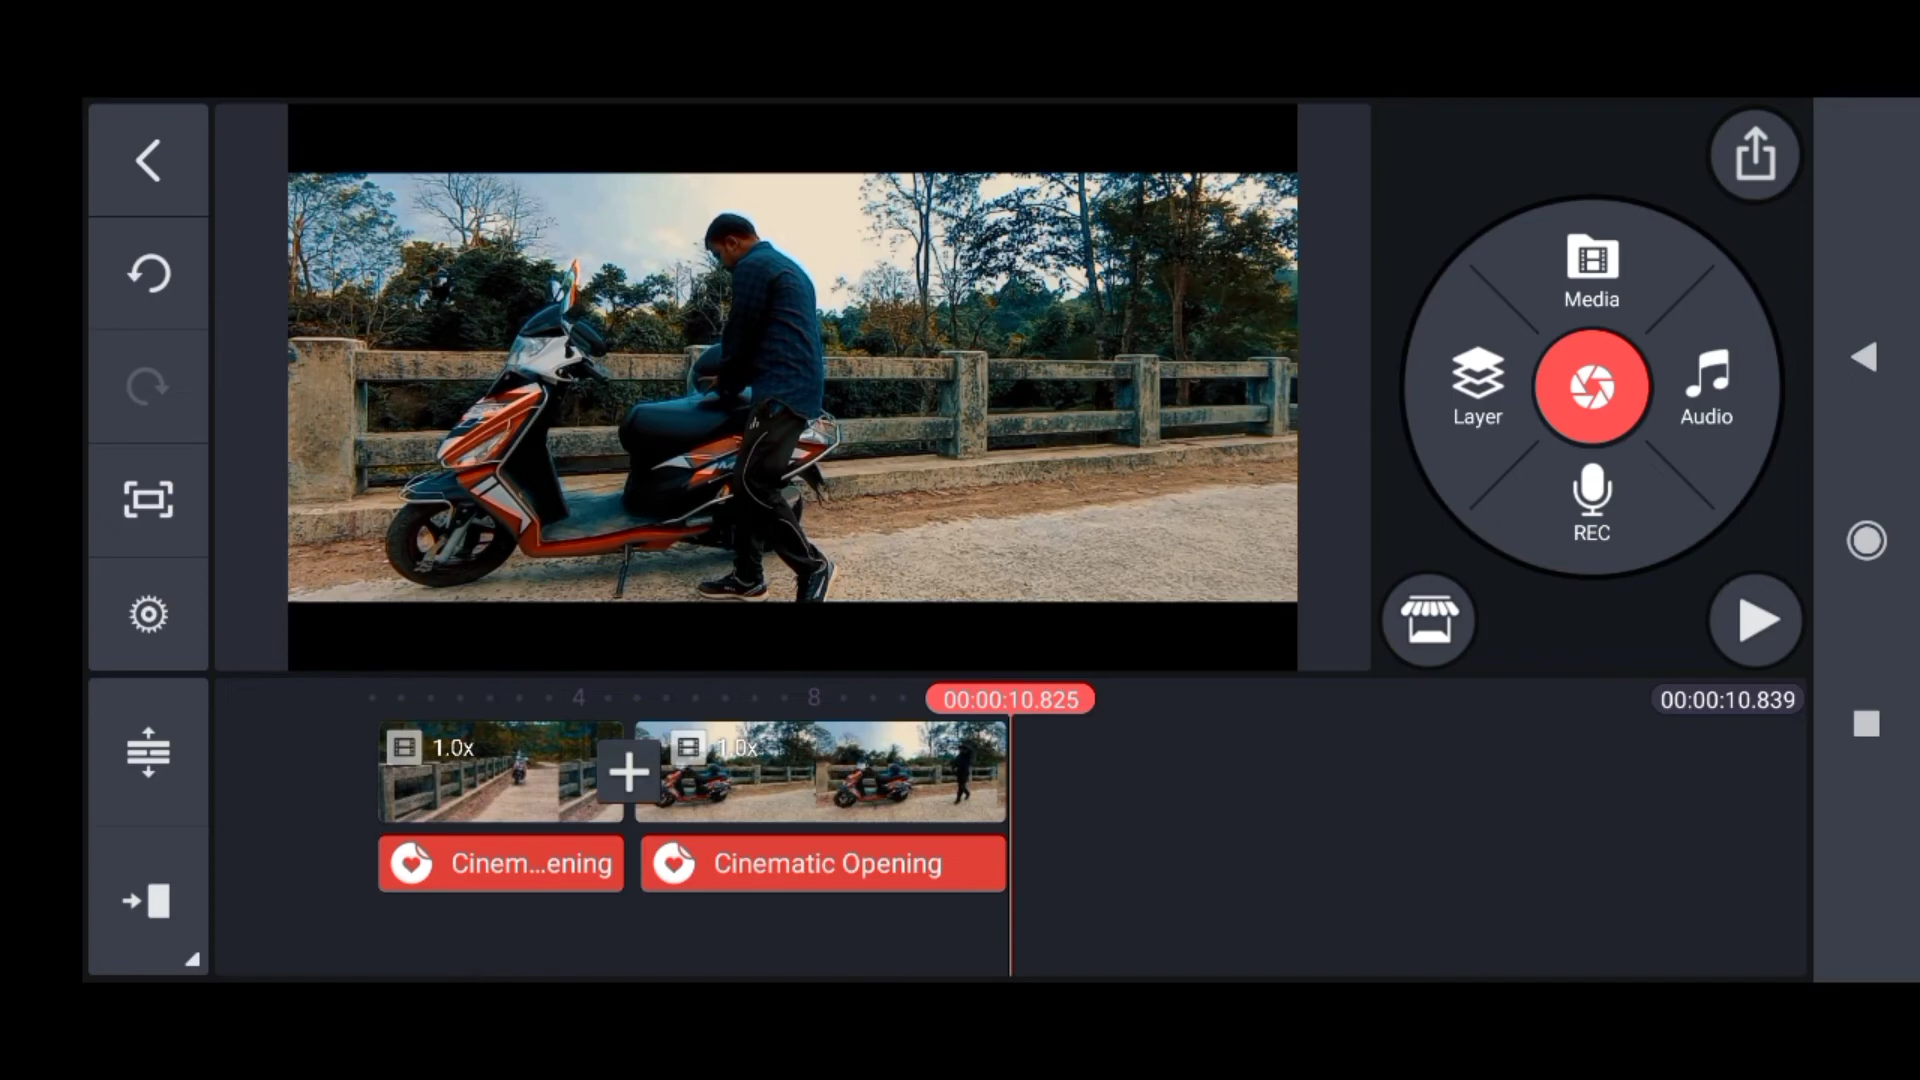 Media
Layer
Audio
REC
4
8
00:00:10.825
00:00:10.839
1.0x
1.0x
Cinem...ening
Cinematic Opening